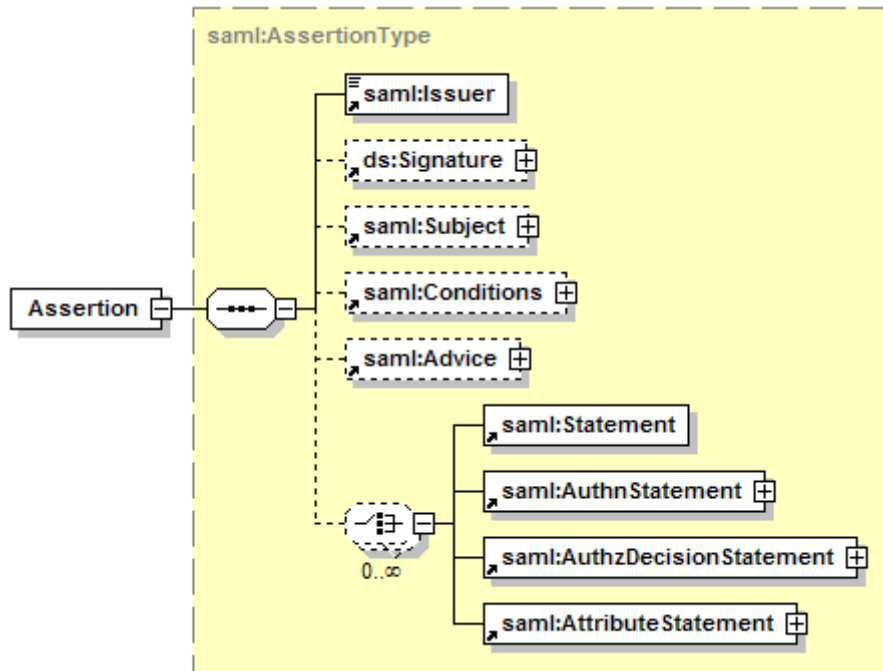 saml:AssertionType
saml:Issuer
ds:Signature
saml:Subject
Assertion
saml:Conditions
saml:Advice
saml:Statement
saml:AuthnStatement
saml:AuthzDecisionStatement
0..∞
saml:AttributeStatement